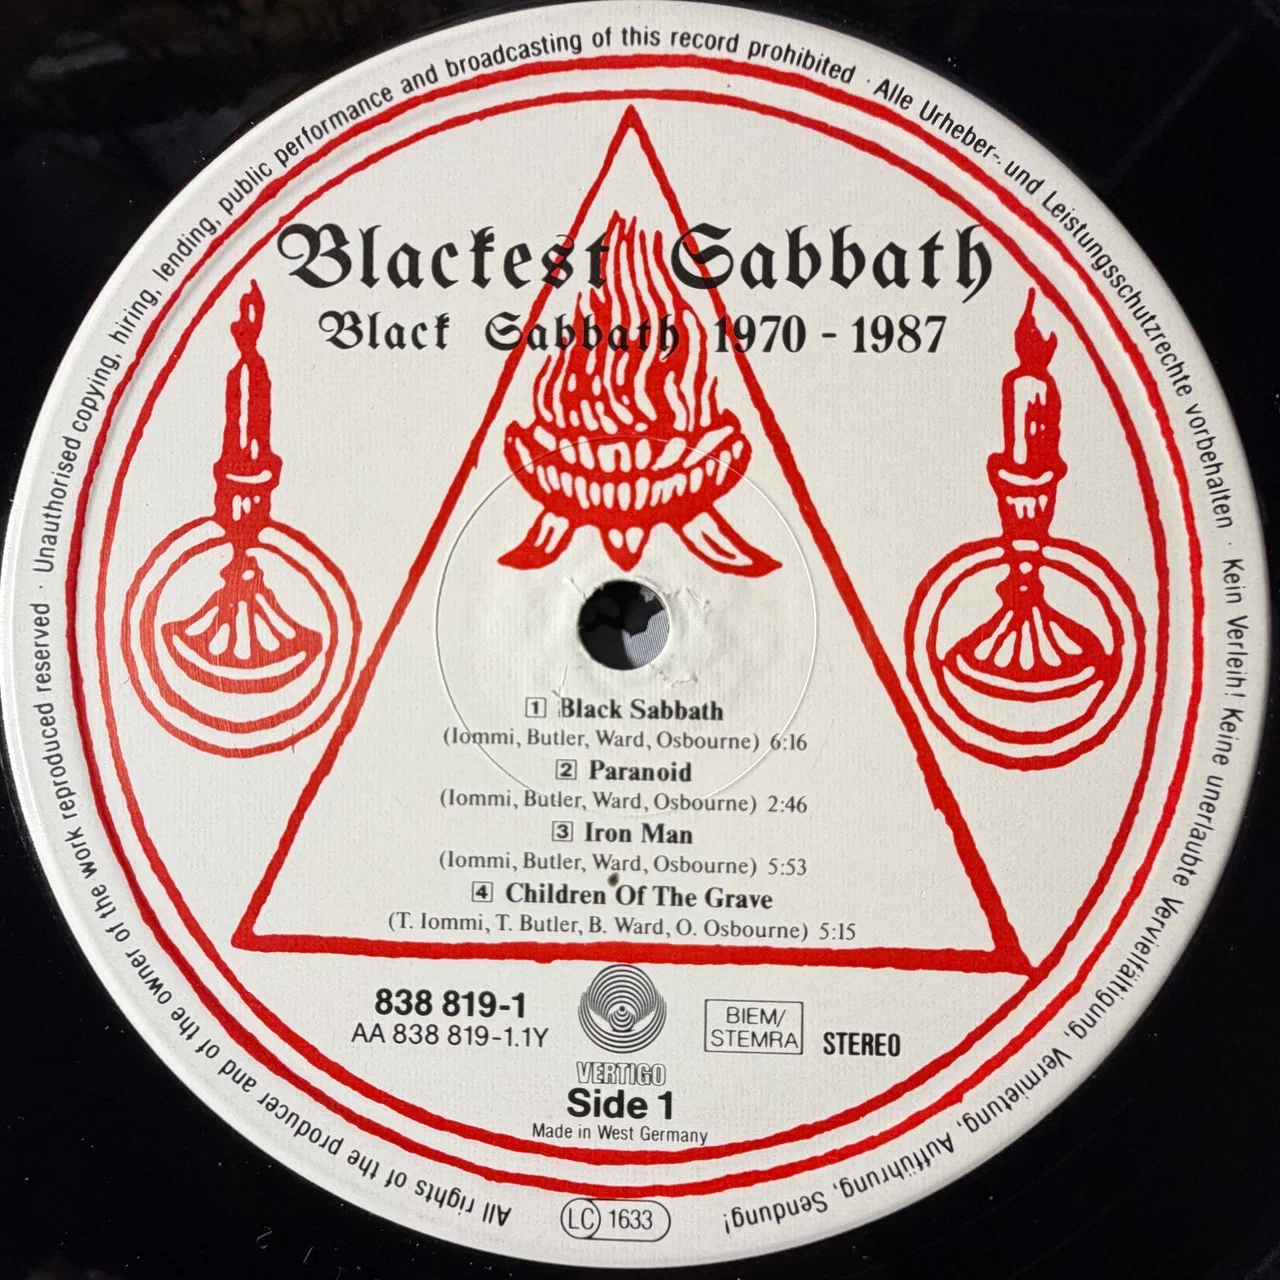 Blackest Sabbath
Black Sabbath 1970 - 1987
1 Black Sabbath
(Iommi, Butler, Ward, Osbourne) 6:16
2 Paranoid
(Iommi, Butler, Ward, Osbourne) 2:46
3 Iron Man
(Iommi, Butler, Ward, Osbourne) 5:53
4 Children Of The Grave
(T. Iommi, T. Butler, B. Ward, O. Osbourne) 5:15
838 819-1
AA 838 819-1.1Y
VERTIGO
BIEM/
STEMRA
STEREO
Side 1
Made in West Germany
LC 1633
All rights of the producer and of the owner of the work reproduced reserved · Unauthorised copying, hiring, lending, public performance and broadcasting of this record prohibited · Alle Urheber- und Leistungsschutzrechte vorbehalten · Kein Verleih! Keine unerlaubte Vervielfältigung, Vermietung, Aufführung, Sendung!